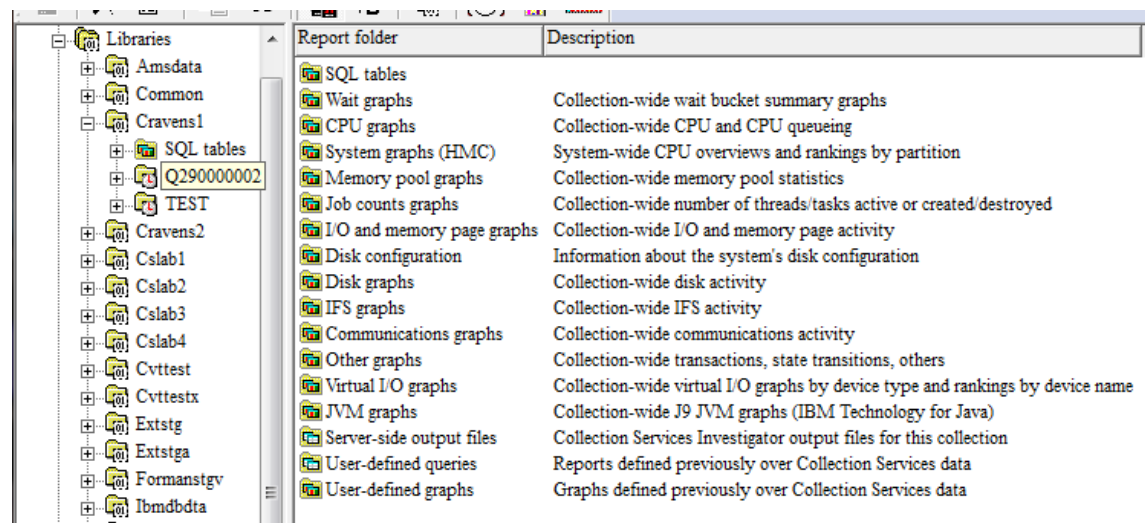 Libraries
Amsdata
Common
Cravens1
SQL tables
Q290000002
TEST
Cravens2
Cslab1
Cslab2
Cslab3
Cslab4
Cvttest
Cvttestx
Extstg
Extstga
Formanstgv
Ibmdbdta
Report folder Description
SQL tables
Wait graphs Collection-wide wait bucket summary graphs
CPU graphs Collection-wide CPU and CPU queueing
System graphs (HMC) System-wide CPU overviews and rankings by partition
Memory pool graphs Collection-wide memory pool statistics
Job counts graphs Collection-wide number of threads/tasks active or created/destroyed
I/O and memory page graphs Collection-wide I/O and memory page activity
Disk configuration Information about the system's disk configuration
Disk graphs Collection-wide disk activity
IFS graphs Collection-wide IFS activity
Communications graphs Collection-wide communications activity
Other graphs Collection-wide transactions, state transitions, others
Virtual I/O graphs Collection-wide virtual I/O graphs by device type and rankings by device name
JVM graphs Collection-wide J9 JVM graphs (IBM Technology for Java)
Server-side output files Collection Services Investigator output files for this collection
User-defined queries Reports defined previously over Collection Services data
User-defined graphs Graphs defined previously over Collection Services data